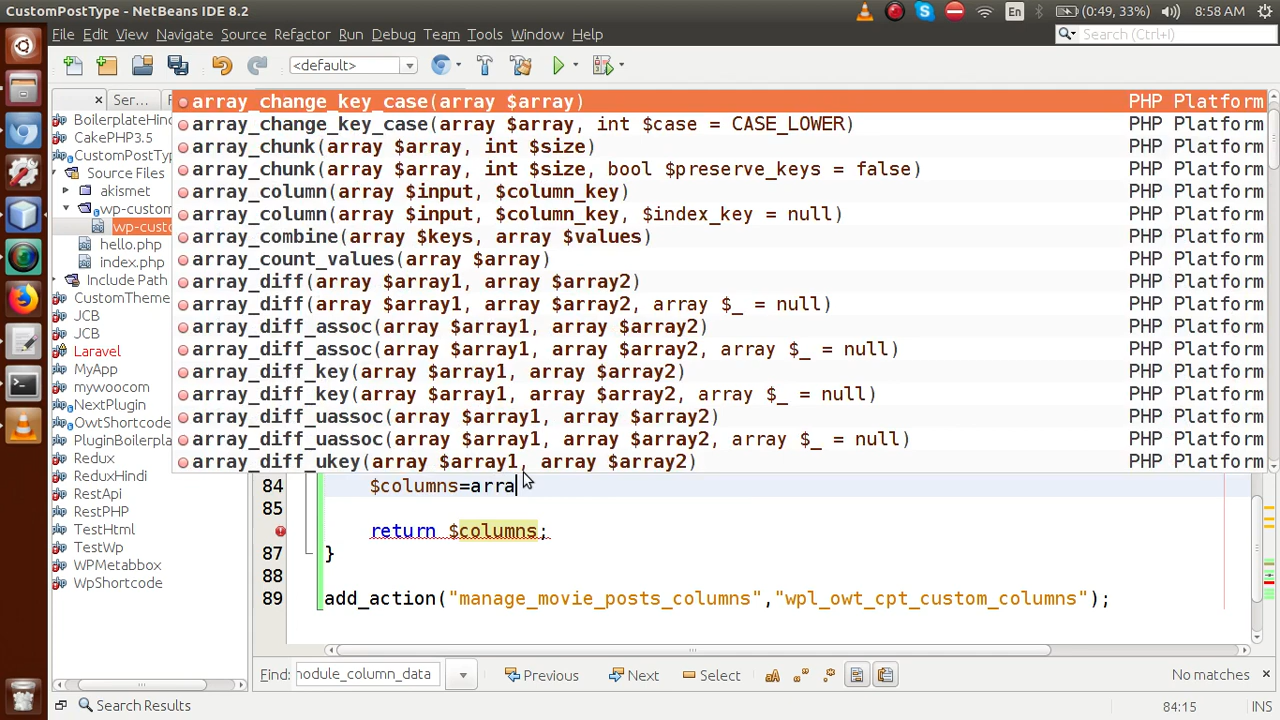 CustomPostType - NetBeans IDE 8.2
En
(0:49, 33%)
8:58 AM
File Edit View Navigate Source Refactor Run Debug Team Tools Window Help
Search (Ctrl+I)
<default>
Ser...
BoilerplateHind
CakePHP3.5
CustomPostTyp
Source Files
akismet
wp-custom
wp-custo
hello.php
index.php
Include Path
CustomTheme
JCB
JCB
Laravel
MyApp
mywoocom
NextPlugin
OwtShortcode
PluginBoilerpla
Redux
ReduxHindi
RestApi
RestPHP
TestHtml
TestWp
WPMetabbox
WpShortcode
array_change_key_case(array $array) PHP Platform
array_change_key_case(array $array, int $case = CASE_LOWER) PHP Platform
array_chunk(array $array, int $size) PHP Platform
array_chunk(array $array, int $size, bool $preserve_keys = false) PHP Platform
array_column(array $input, $column_key) PHP Platform
array_column(array $input, $column_key, $index_key = null) PHP Platform
array_combine(array $keys, array $values) PHP Platform
array_count_values(array $array) PHP Platform
array_diff(array $array1, array $array2) PHP Platform
array_diff(array $array1, array $array2, array $_ = null) PHP Platform
array_diff_assoc(array $array1, array $array2) PHP Platform
array_diff_assoc(array $array1, array $array2, array $_ = null) PHP Platform
array_diff_key(array $array1, array $array2) PHP Platform
array_diff_key(array $array1, array $array2, array $_ = null) PHP Platform
array_diff_uassoc(array $array1, array $array2) PHP Platform
array_diff_uassoc(array $array1, array $array2, array $_ = null) PHP Platform
array_diff_ukey(array $array1, array $array2) PHP Platform
84 $columns=arra
85
return $columns;
87 }
88
89 add_action("manage_movie_posts_columns","wpl_owt_cpt_custom_columns");
Find: nodule_column_data Previous Next Select No matches
Search Results 84:15 INS